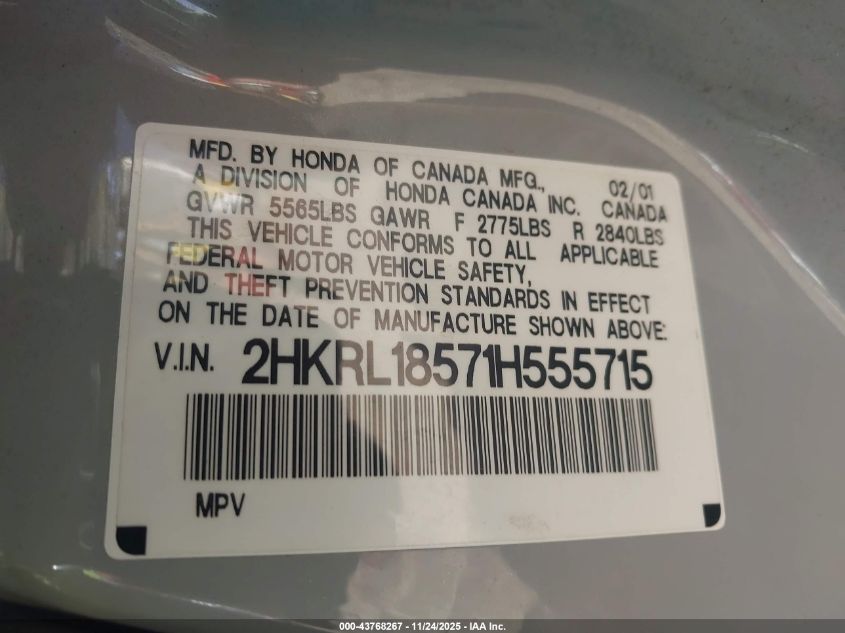 MFD. BY HONDA OF CANADA MFG., 02/01
A DIVISION OF HONDA CANADA INC. CANADA
GVWR 5565LBS GAWR F 2775LBS R 2840LBS
THIS VEHICLE CONFORMS TO ALL APPLICABLE
FEDERAL MOTOR VEHICLE SAFETY,
AND THEFT PREVENTION STANDARDS IN EFFECT
ON THE DATE OF MANUFACTURE SHOWN ABOVE:
V.I.N. 2HKRL18571H555715
MPV
000-43768267 - 11/24/2025 - IAA Inc.